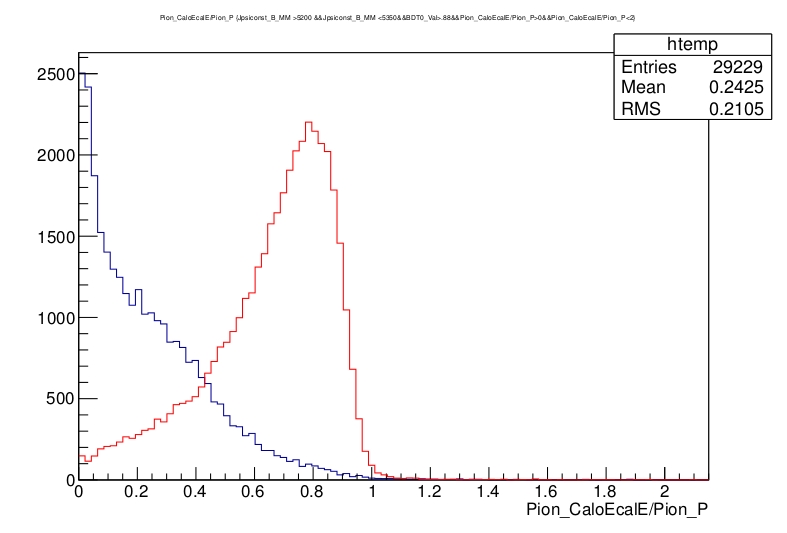 Pion_CaloEcalE/Pion_P (Jpsiconst_B_MM >5200 &&Jpsiconst_B_MM <5350&&BDT0_Val>.88&&Pion_CaloEcalE/Pion_P>0&&Pion_CaloEcalE/Pion_P<2)
htemp
Entries 29229
Mean 0.2425
RMS 0.2105
2500
2000
1500
1000
500
0
0 0.2 0.4 0.6 0.8 1 1.2 1.4 1.6 1.8 2
Pion_CaloEcalE/Pion_P